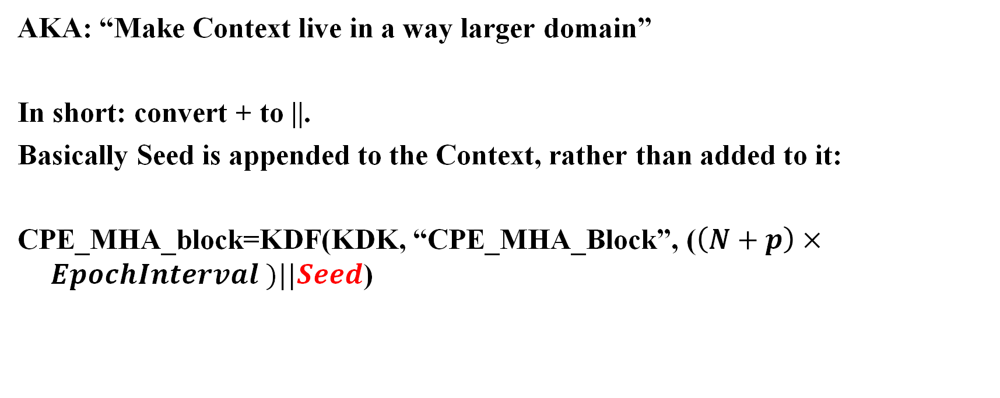 AKA: “Make Context live in a way larger domain”
In short: convert + to ||.
Basically Seed is appended to the Context, rather than added to it:
CPE_MHA_block=KDF(KDK, “CPE_MHA_Block”, ((N + p) ×
EpochInterval )||Seed)